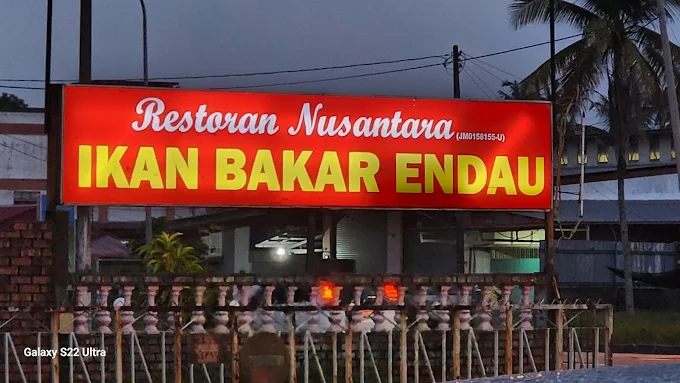 Restoran Nusantara (JM0158155-U)
IKAN BAKAR ENDAU
Galaxy S22 Ultra